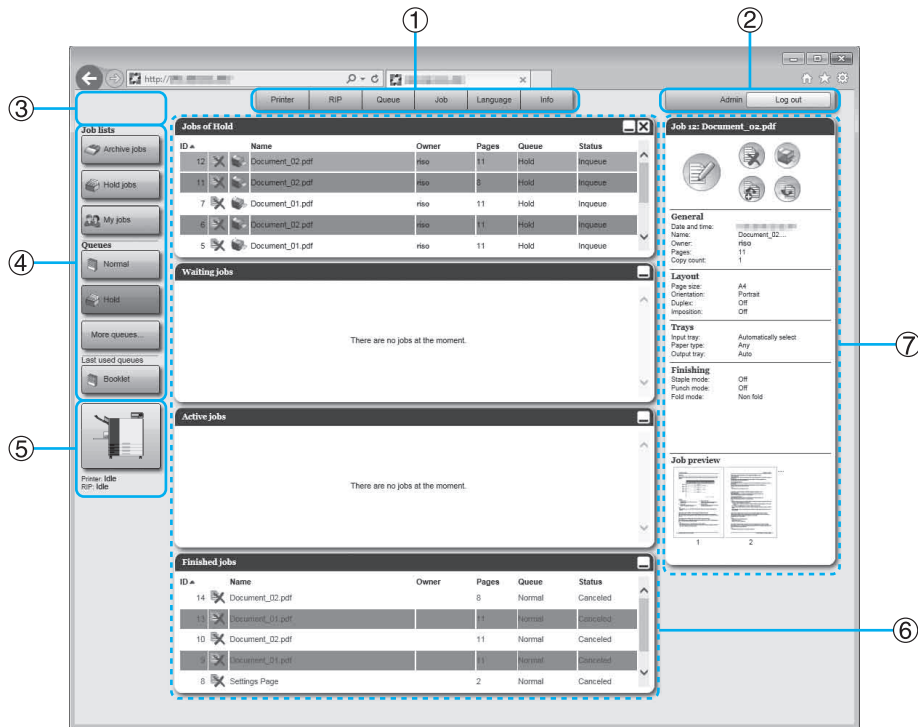 ① ②
http://
Printer RIP Queue Job Language Info
Admin Log out
③
Job lists
Archive jobs
Hold jobs
My jobs
④
Queues
Normal
Hold
More queues...
Last used queues
Booklet
⑤
Printer: Idle
RIP: Idle
Jobs of Hold
ID Name Owner Pages Queue Status
12 Document_02.pdf riso 11 Hold Inqueue
11 Document_02.pdf riso 8 Hold Inqueue
7 Document_01.pdf riso 11 Hold Inqueue
6 Document_02.pdf riso 11 Hold Inqueue
5 Document_01.pdf riso 11 Hold Inqueue
Waiting jobs
There are no jobs at the moment.
Active jobs
There are no jobs at the moment.
Finished jobs
ID Name Owner Pages Queue Status
14 Document_02.pdf 8 Normal Canceled
13 Document_01.pdf 11 Normal Canceled
10 Document_02.pdf 11 Normal Canceled
9 Document_01.pdf 11 Normal Canceled
8 Settings Page 2 Normal Canceled
⑥
Job 12: Document_02.pdf
General
Date and time:
Name: Document_02....
Owner: riso
Pages: 11
Copy count: 1
Layout
Page size: A4
Orientation: Portrait
Duplex: Off
Imposition: Off
Trays
Input tray: Automatically select
Paper type: Any
Output tray: Auto
⑦
Finishing
Staple mode: Off
Punch mode: Off
Fold mode: Non fold
Job preview
...
1 2